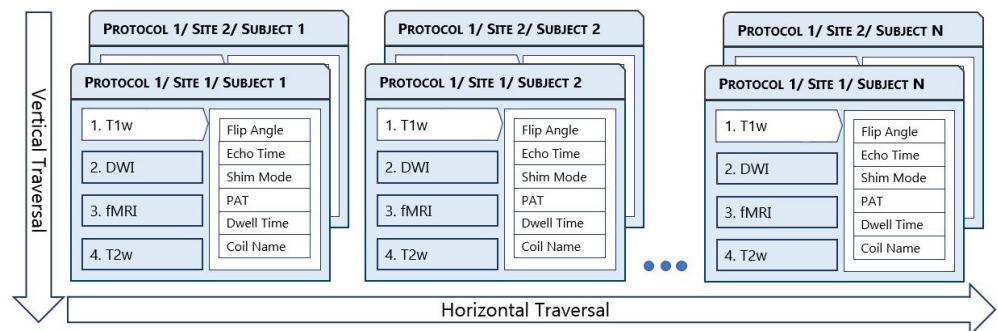 PROTOCOL 1/ SITE 2/ SUBJECT 1
PROTOCOL 1/ SITE 1/ SUBJECT 1
1. T1w
2. DWI
3. fMRI
4. T2w
Flip Angle
Echo Time
Shim Mode
PAT
Dwell Time
Coil Name
PROTOCOL 1/ SITE 2/ SUBJECT 2
PROTOCOL 1/ SITE 1/ SUBJECT 2
1. T1w
2. DWI
3. fMRI
4. T2w
Flip Angle
Echo Time
Shim Mode
PAT
Dwell Time
Coil Name
PROTOCOL 1/ SITE 2/ SUBJECT N
PROTOCOL 1/ SITE 1/ SUBJECT N
1. T1w
2. DWI
3. fMRI
4. T2w
Flip Angle
Echo Time
Shim Mode
PAT
Dwell Time
Coil Name
Vertical Traversal
Horizontal Traversal